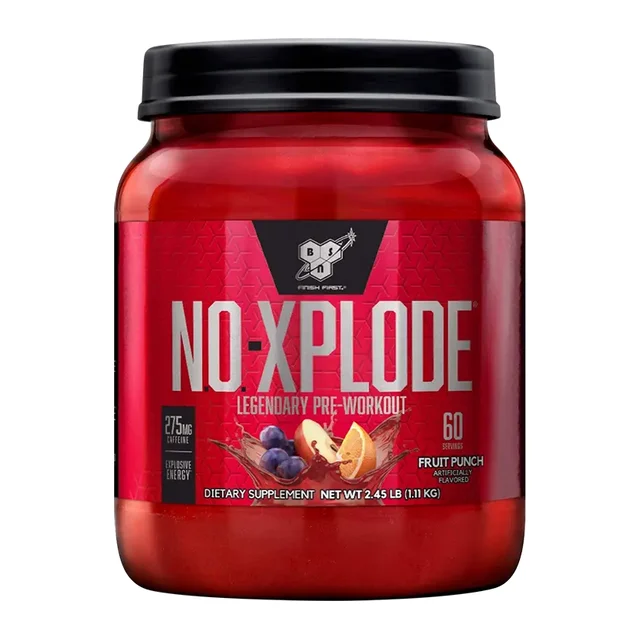 BSN
FINISH FIRST.®
N.O.-XPLODE®
LEGENDARY PRE-WORKOUT
275MG
CAFFEINE
EXPLOSIVE
ENERGY
60
SERVINGS
FRUIT PUNCH
ARTIFICIALLY
FLAVORED
DIETARY SUPPLEMENT NET WT 2.45 LB (1.11 KG)